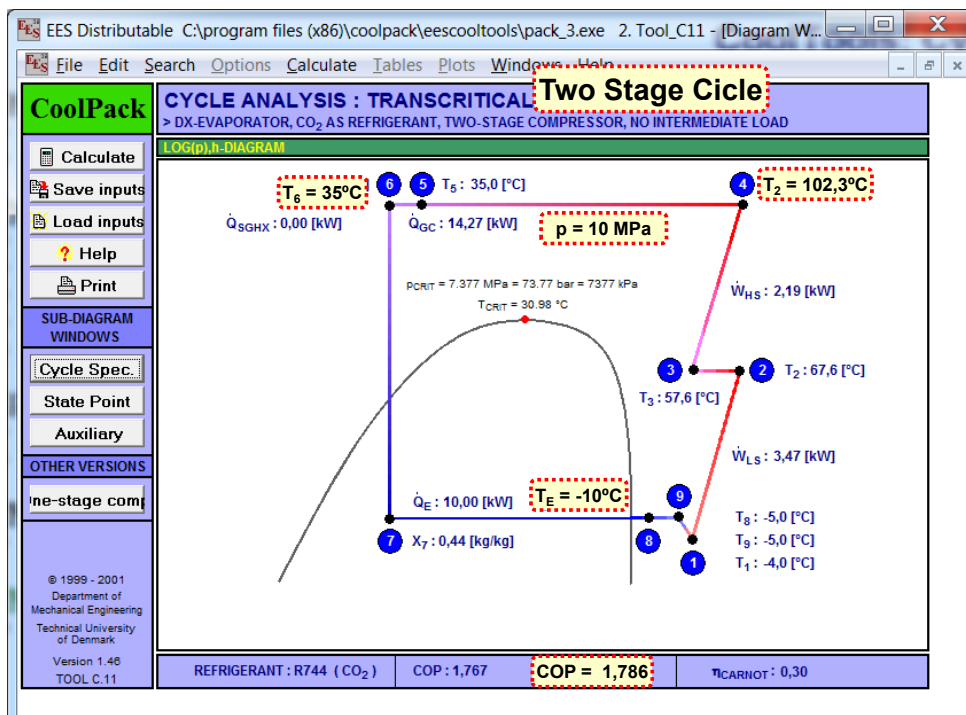 EES Distributable C:\program files (x86)\coolpack\eescooltools\pack_3.exe 2. Tool_C11 - [Diagram W...
File Edit Search Options Calculate Tables Plots Windows Help
Two Stage Cicle
CoolPack
CYCLE ANALYSIS : TRANSCRITICAL
> DX-EVAPORATOR, CO2 AS REFRIGERANT, TWO-STAGE COMPRESSOR, NO INTERMEDIATE LOAD
LOG(p),h-DIAGRAM
Calculate
Save inputs
Load inputs
? Help
Print
SUB-DIAGRAM
WINDOWS
Cycle Spec.
State Point
Auxiliary
OTHER VERSIONS
ne-stage comp
© 1999 - 2001
Department of
Mechanical Engineering
Technical University
of Denmark
Version 1.46
TOOL C.11
T6 = 35ºC
6
5
T5 : 35,0 [°C]
4
T2 = 102,3ºC
Q̇SGHX : 0,00 [kW]
Q̇GC : 14,27 [kW]
p = 10 MPa
pCRIT = 7.377 MPa = 73.77 bar = 7377 kPa
TCRIT = 30.98 °C
ẆHS : 2,19 [kW]
3
2
T2 : 67,6 [°C]
T3 : 57,6 [°C]
ẆLS : 3,47 [kW]
Q̇E : 10,00 [kW]
TE = -10ºC
9
7
X7 : 0,44 [kg/kg]
8
1
T8 : -5,0 [°C]
T9 : -5,0 [°C]
T1 : -4,0 [°C]
REFRIGERANT : R744 ( CO2 )
COP : 1,767
COP = 1,786
ηCARNOT : 0,30